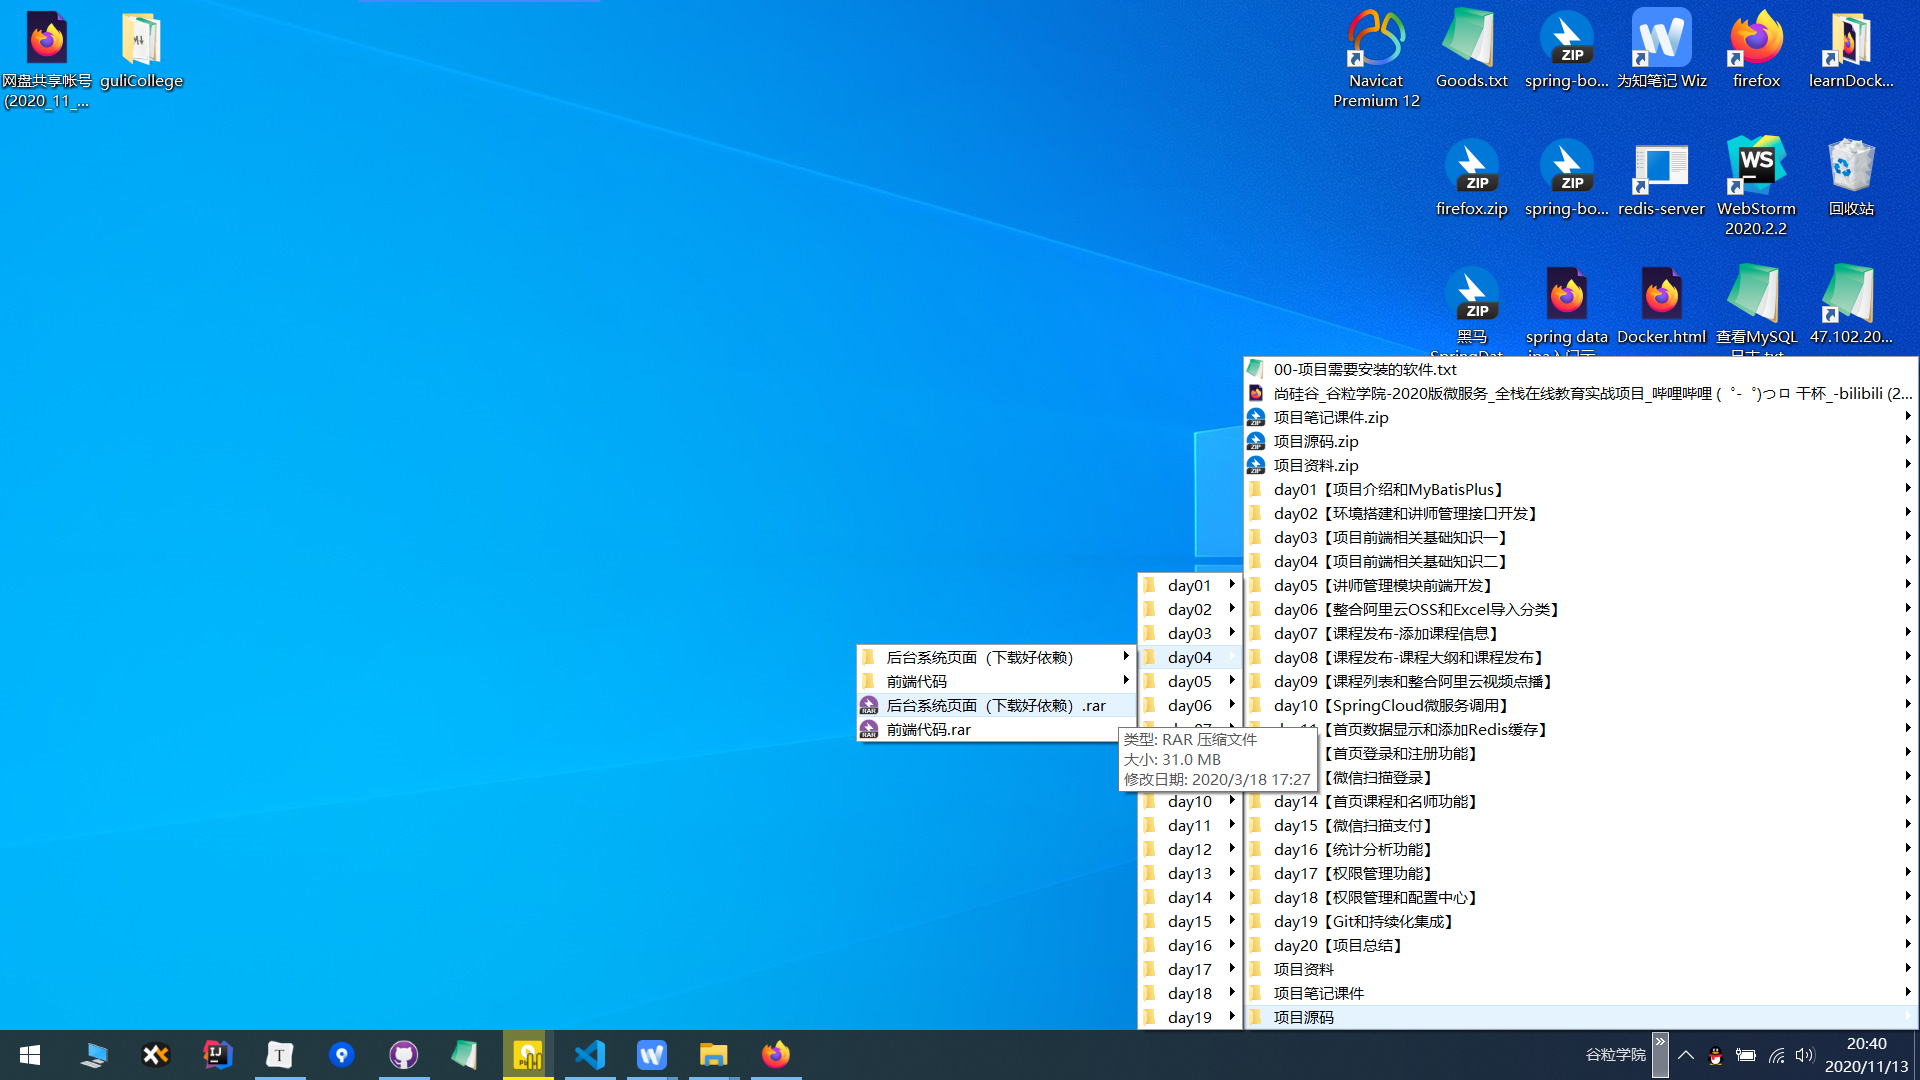 网盘共享帐号
(2020_11_...
guliCollege
Navicat
Premium 12
Goods.txt
spring-bo...
为知笔记 Wiz
firefox
learnDock...
firefox.zip
spring-bo...
redis-server
WebStorm
2020.2.2
回收站
黑马
spring data
Docker.html
查看MySQL
47.102.20...
00-项目需要安装的软件.txt
尚硅谷_谷粒学院-2020版微服务_全栈在线教育实战项目_哔哩哔哩 (゜-゜)つロ 干杯_-bilibili (2...
项目笔记课件.zip
项目源码.zip
项目资料.zip
day01【项目介绍和MyBatisPlus】
day02【环境搭建和讲师管理接口开发】
day03【项目前端相关基础知识一】
day04【项目前端相关基础知识二】
day05【讲师管理模块前端开发】
day06【整合阿里云OSS和Excel导入分类】
day07【课程发布-添加课程信息】
day08【课程发布-课程大纲和课程发布】
day09【课程列表和整合阿里云视频点播】
day10【SpringCloud微服务调用】
【首页数据显示和添加Redis缓存】
【首页登录和注册功能】
【微信扫描登录】
day14【首页课程和名师功能】
day15【微信扫描支付】
day16【统计分析功能】
day17【权限管理功能】
day18【权限管理和配置中心】
day19【Git和持续化集成】
day20【项目总结】
项目资料
项目笔记课件
项目源码
day01
day02
day03
day04
day05
day06
day10
day11
day12
day13
day14
day15
day16
day17
day18
day19
后台系统页面（下载好依赖）
前端代码
后台系统页面（下载好依赖）.rar
前端代码.rar
类型: RAR 压缩文件
大小: 31.0 MB
修改日期: 2020/3/18 17:27
谷粒学院
20:40
2020/11/13